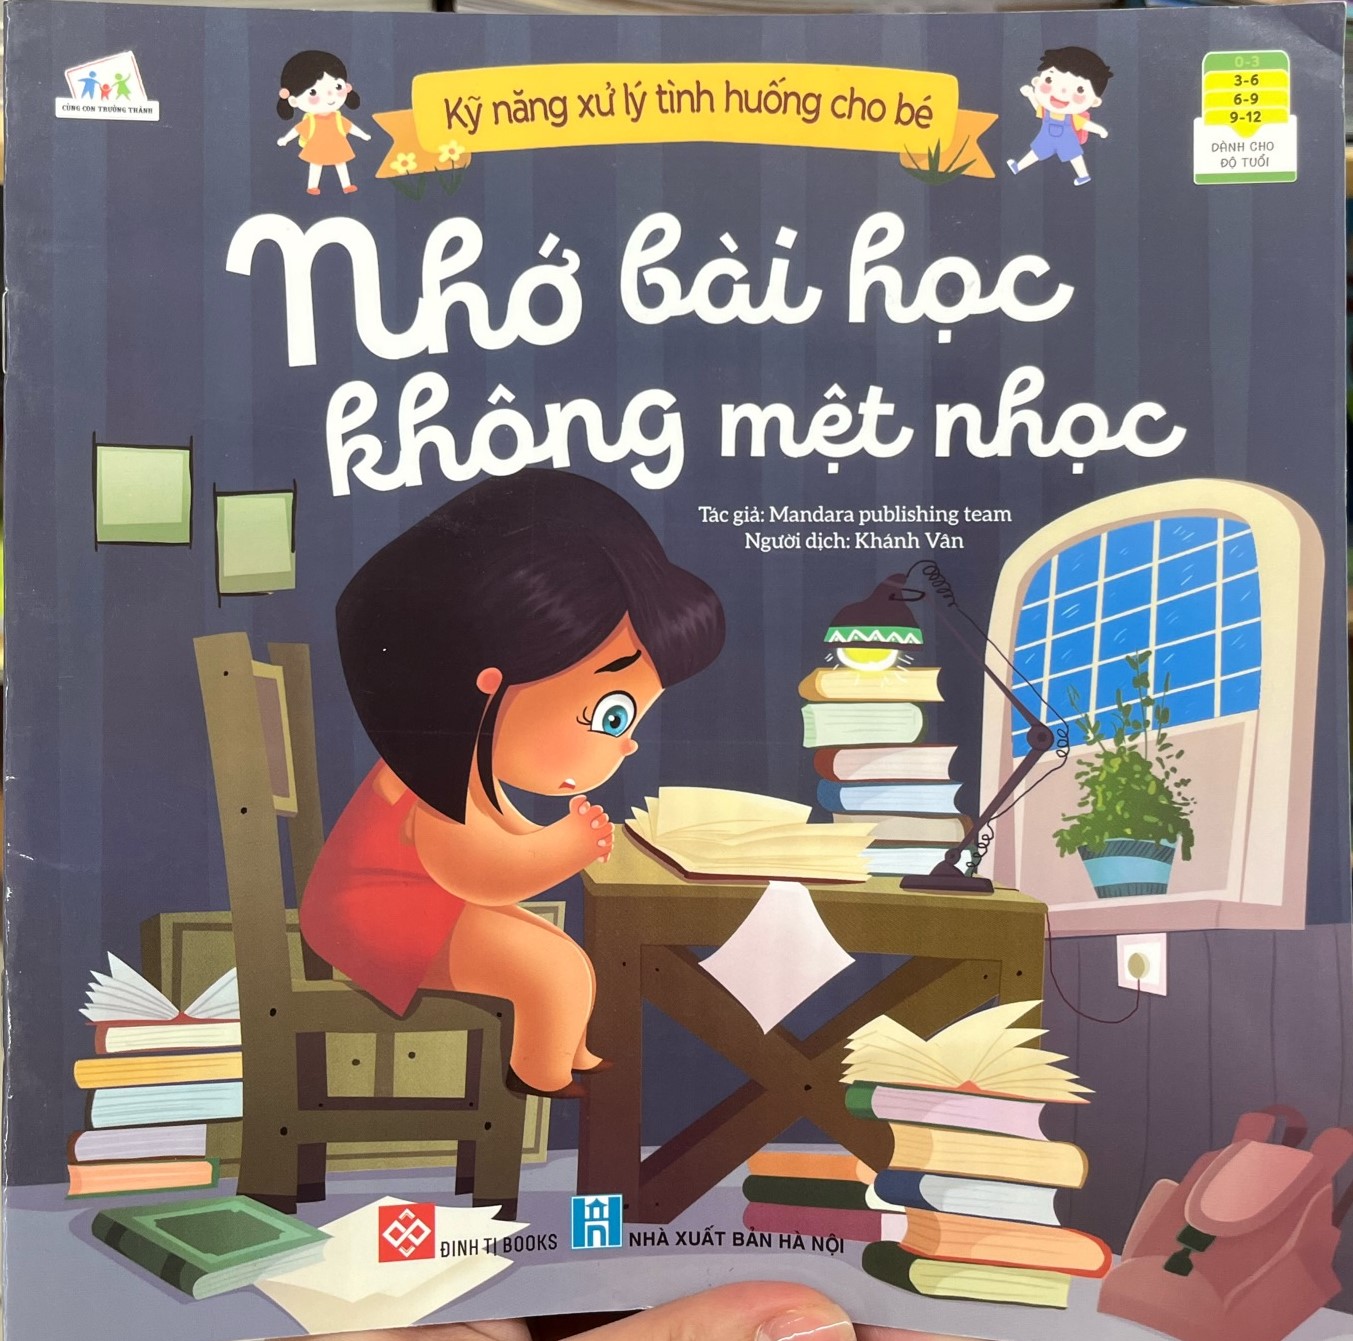 CÙNG CON TRƯỞNG THÀNH
Kỹ năng xử lý tình huống cho bé
0-3
3-6
6-9
9-12
DÀNH CHO
ĐỘ TUỔI
Nhớ bài học
không mệt nhọc
Tác giả: Mandara publishing team
Người dịch: Khánh Vân
ĐINH TỊ BOOKS
NHÀ XUẤT BẢN HÀ NỘI